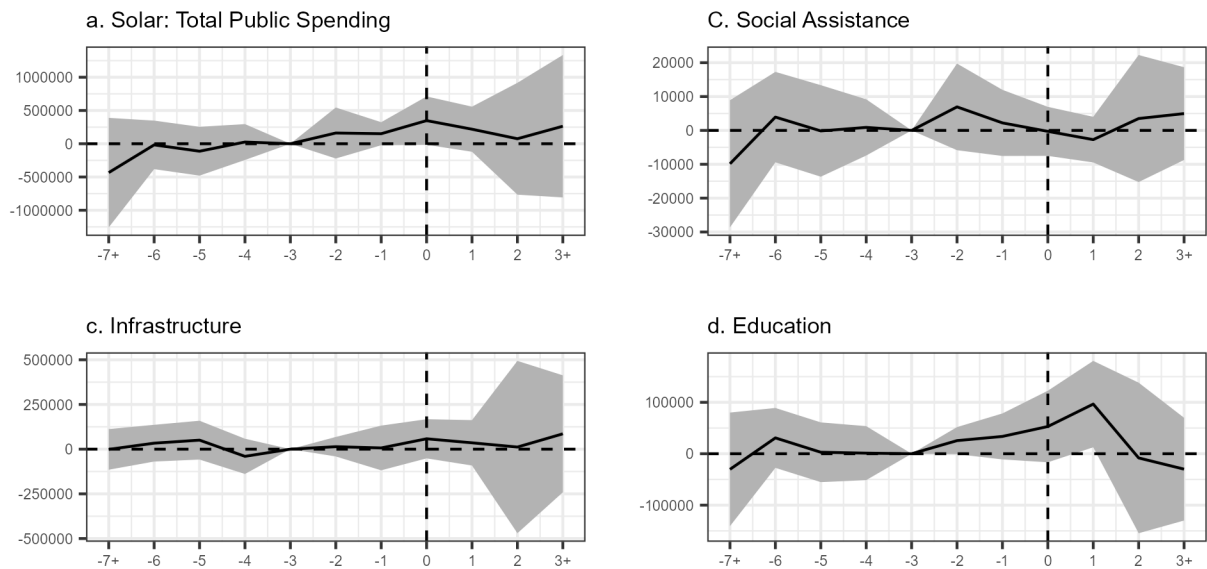 a. Solar: Total Public Spending
1000000
500000
0
-500000
-1000000
-7+ -6 -5 -4 -3 -2 -1 0 1 2 3+
C. Social Assistance
20000
10000
0
-10000
-20000
-30000
-7+ -6 -5 -4 -3 -2 -1 0 1 2 3+
c. Infrastructure
500000
250000
0
-250000
-500000
-7+ -6 -5 -4 -3 -2 -1 0 1 2 3+
d. Education
100000
0
-100000
-7+ -6 -5 -4 -3 -2 -1 0 1 2 3+